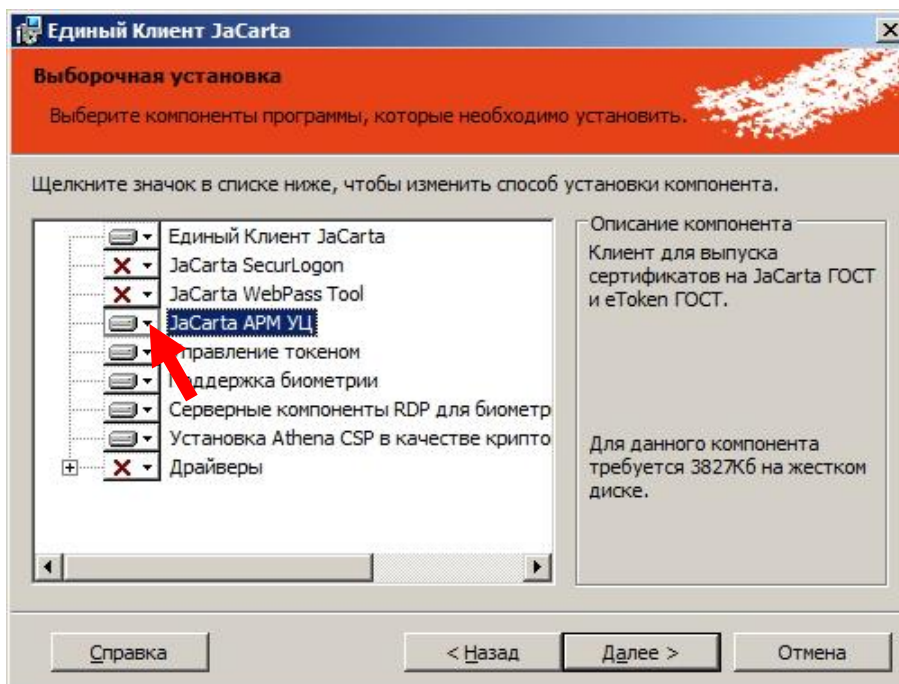 Единый Клиент JaCarta
Выборочная установка
Выберите компоненты программы, которые необходимо установить.
Щелкните значок в списке ниже, чтобы изменить способ установки компонента.
Единый Клиент JaCarta
JaCarta SecurLogon
JaCarta WebPass Tool
JaCarta АРМ УЦ
Управление токеном
Поддержка биометрии
Серверные компоненты RDP для биометр
Установка Athena CSP в качестве крипто
Драйверы
Описание компонента
Клиент для выпуска
сертификатов на JaCarta ГОСТ
и eToken ГОСТ.
Для данного компонента
требуется 3827Кб на жестком
диске.
Справка
< Назад
Далее >
Отмена